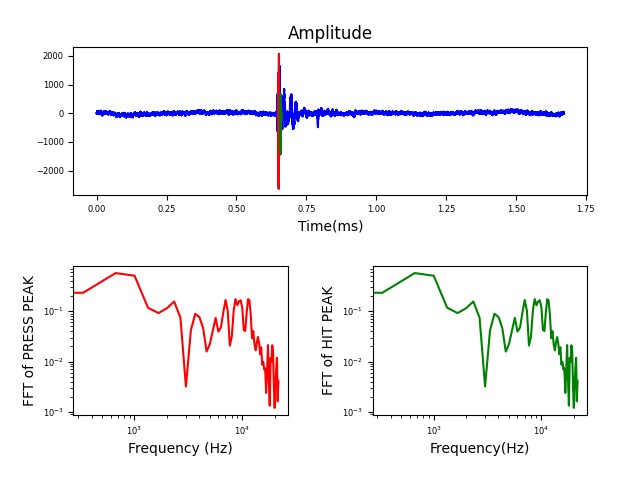 Amplitude
2000
1000
0
−1000
−2000
0.00 0.25 0.50 0.75 1.00 1.25 1.50 1.75
Time(ms)
FFT of PRESS PEAK
10⁻¹
10⁻²
10⁻³
10³ 10⁴
Frequency (Hz)
FFT of HIT PEAK
10⁻¹
10⁻²
10⁻³
10³ 10⁴
Frequency(Hz)